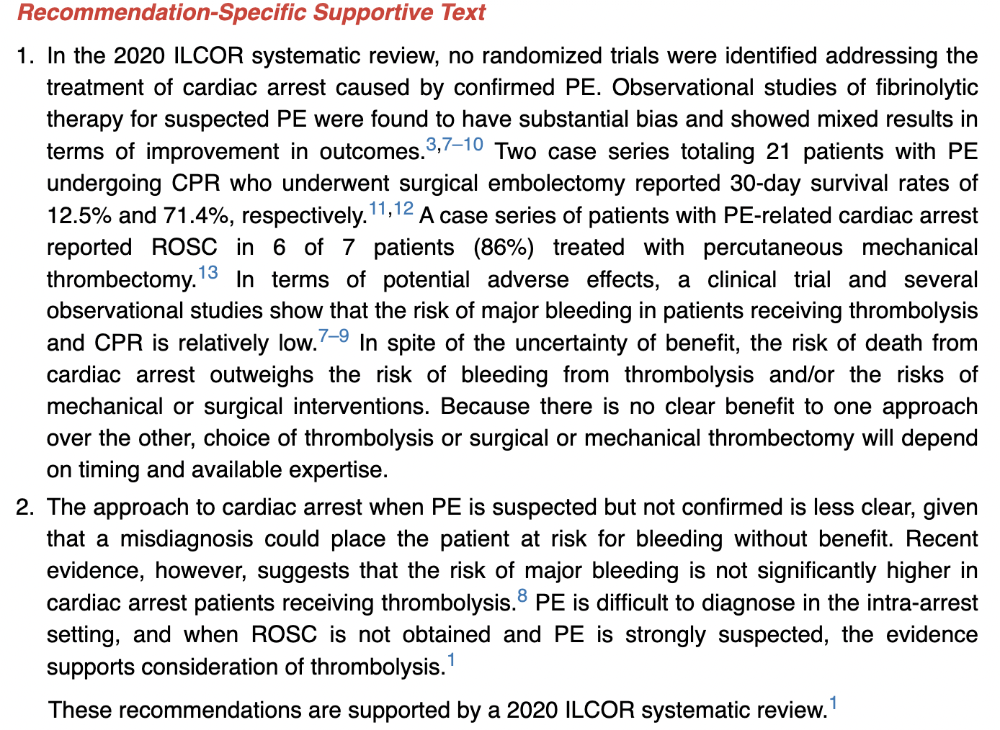 Recommendation-Specific Supportive Text
1. In the 2020 ILCOR systematic review, no randomized trials were identified addressing the
treatment of cardiac arrest caused by confirmed PE. Observational studies of fibrinolytic
therapy for suspected PE were found to have substantial bias and showed mixed results in
terms of improvement in outcomes.3,7–10 Two case series totaling 21 patients with PE
undergoing CPR who underwent surgical embolectomy reported 30-day survival rates of
12.5% and 71.4%, respectively.11,12 A case series of patients with PE-related cardiac arrest
reported ROSC in 6 of 7 patients (86%) treated with percutaneous mechanical
thrombectomy.13 In terms of potential adverse effects, a clinical trial and several
observational studies show that the risk of major bleeding in patients receiving thrombolysis
and CPR is relatively low.7–9 In spite of the uncertainty of benefit, the risk of death from
cardiac arrest outweighs the risk of bleeding from thrombolysis and/or the risks of
mechanical or surgical interventions. Because there is no clear benefit to one approach
over the other, choice of thrombolysis or surgical or mechanical thrombectomy will depend
on timing and available expertise.
2. The approach to cardiac arrest when PE is suspected but not confirmed is less clear, given
that a misdiagnosis could place the patient at risk for bleeding without benefit. Recent
evidence, however, suggests that the risk of major bleeding is not significantly higher in
cardiac arrest patients receiving thrombolysis.8 PE is difficult to diagnose in the intra-arrest
setting, and when ROSC is not obtained and PE is strongly suspected, the evidence
supports consideration of thrombolysis.1
These recommendations are supported by a 2020 ILCOR systematic review.1